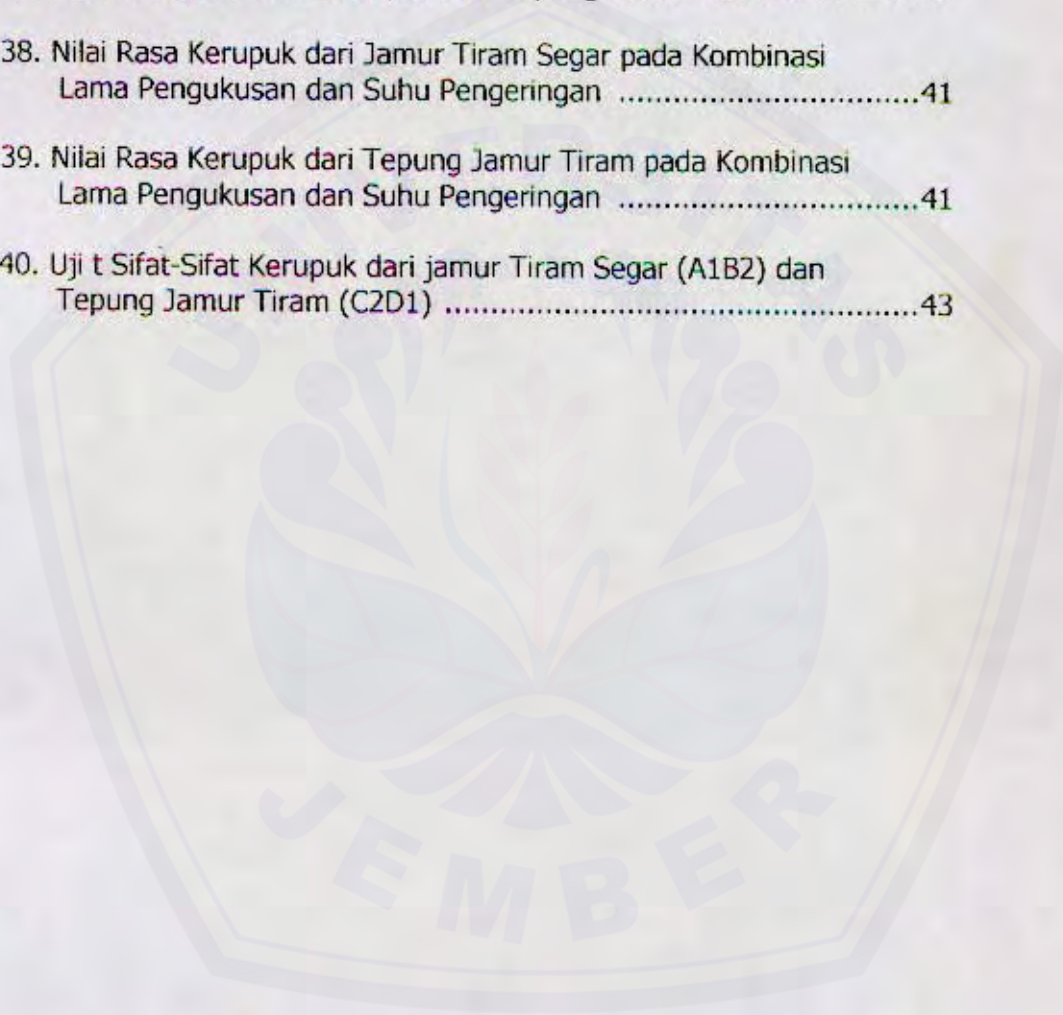 38. Nilai Rasa Kerupuk dari Jamur Tiram Segar pada Kombinasi
Lama Pengukusan dan Suhu Pengeringan .................................41
39. Nilai Rasa Kerupuk dari Tepung Jamur Tiram pada Kombinasi
Lama Pengukusan dan Suhu Pengeringan .................................41
40. Uji t Sifat-Sifat Kerupuk dari jamur Tiram Segar (A1B2) dan
Tepung Jamur Tiram (C2D1) ....................................................43
UNIVERSITAS
JEMBER